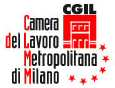 CGIL
Camera
del Lavoro
Metropolitana
di Milano